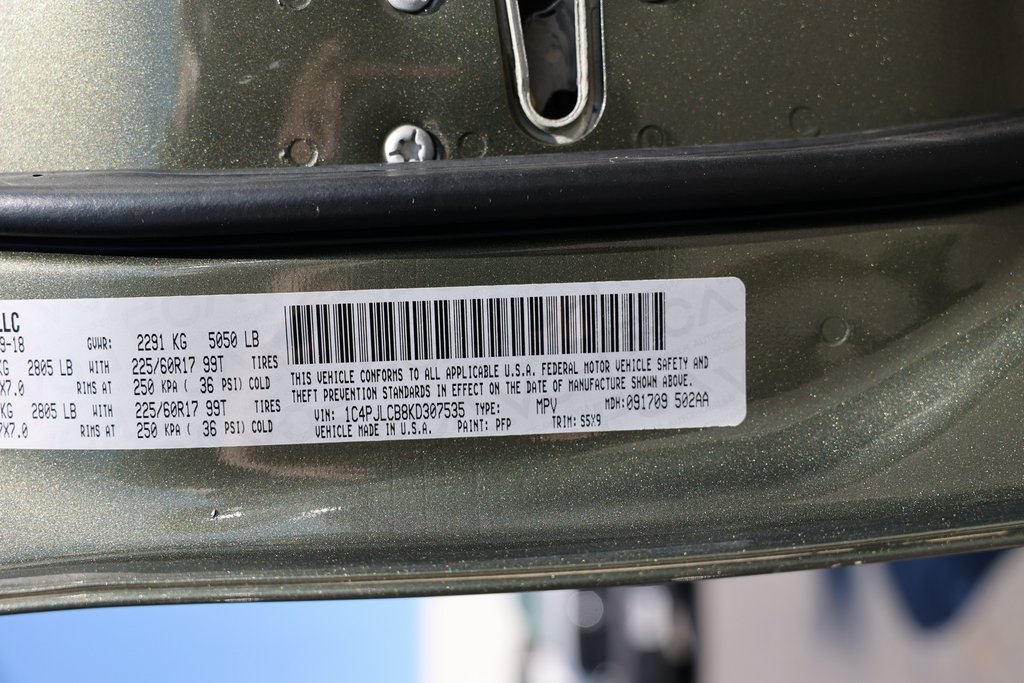 LLC
9-18 GVWR: 2291 KG 5050 LB
KG 2805 LB WITH 225/60R17 99T TIRES
7X7.0 RIMS AT 250 KPA ( 36 PSI) COLD
KG 2805 LB WITH 225/60R17 99T TIRES
7X7.0 RIMS AT 250 KPA ( 36 PSI) COLD
THIS VEHICLE CONFORMS TO ALL APPLICABLE U.S.A. FEDERAL MOTOR VEHICLE SAFETY AND
THEFT PREVENTION STANDARDS IN EFFECT ON THE DATE OF MANUFACTURE SHOWN ABOVE.
VIN: 1C4PJLCB8KD307535 TYPE: MPV MDH:091709 502AA
VEHICLE MADE IN U.S.A. PAINT: PFP TRIM: S5X9